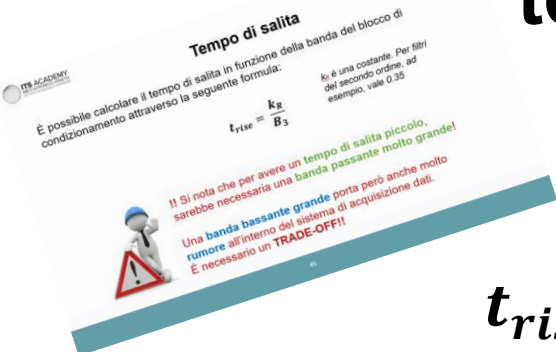 Tempo di salita
ITS ACADEMY
È possibile calcolare il tempo di salita in funzione della banda del blocco di
condizionamento attraverso la seguente formula:
t_rise = k_R / B_3
k_R è una costante. Per filtri
del secondo ordine, ad
esempio, vale 0.35
!! Si nota che per avere un tempo di salita piccolo,
sarebbe necessaria una banda passante molto grande!
Una banda bassante grande porta però anche molto
rumore all'interno del sistema di acquisizione dati.
È necessario un TRADE-OFF!!
t_ris